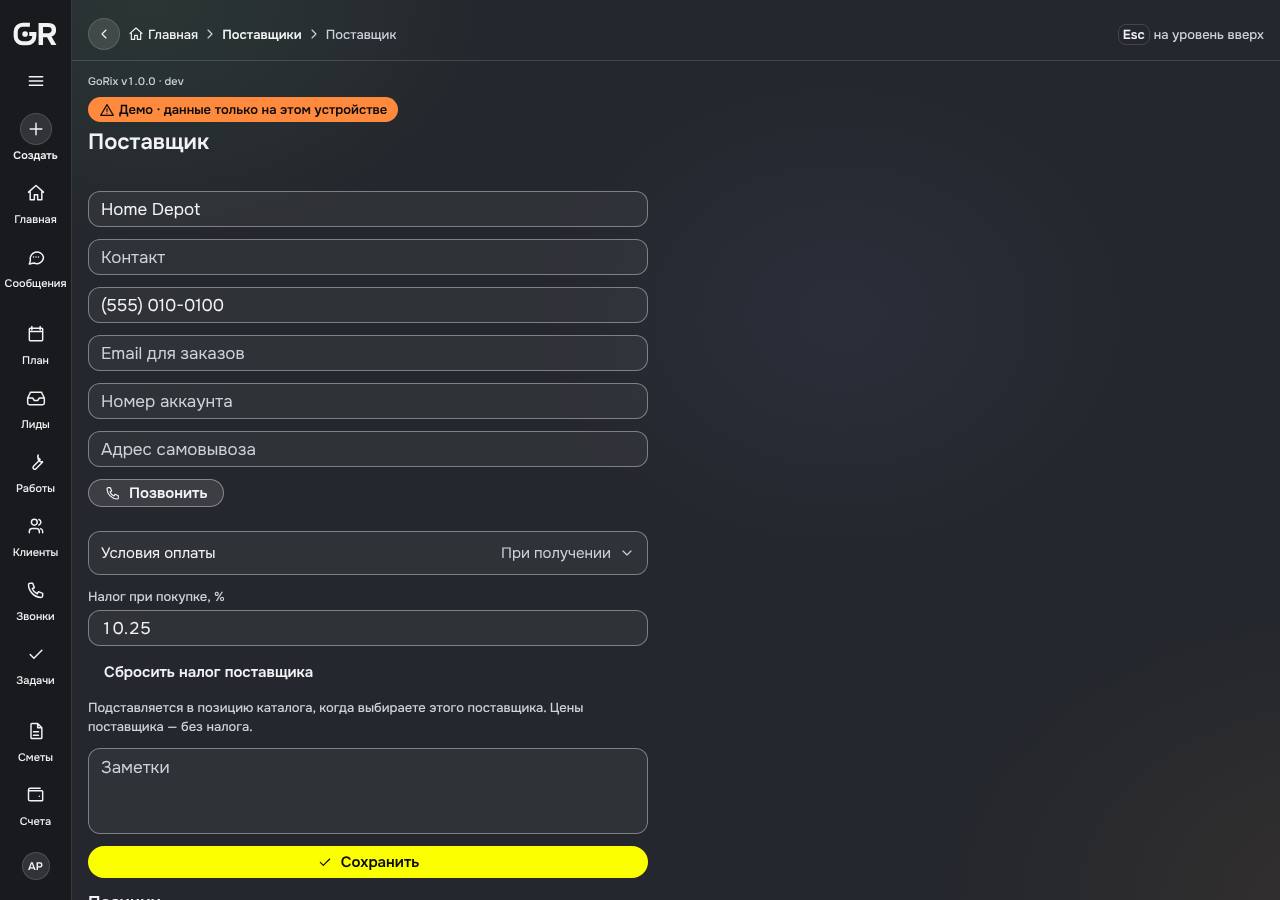 GR
Главная
Поставщики
Поставщик
Esc на уровень вверх
GoRix v1.0.0 · dev
Демо · данные только на этом устройстве
Поставщик
Создать
Главная
Сообщения
План
Лиды
Работы
Клиенты
Звонки
Задачи
Сметы
Счета
AP
Home Depot
Контакт
(555) 010-0100
Email для заказов
Номер аккаунта
Адрес самовывоза
Позвонить
Условия оплаты
При получении
Налог при покупке, %
10.25
Сбросить налог поставщика
Подставляется в позицию каталога, когда выбираете этого поставщика. Цены
поставщика — без налога.
Заметки
Сохранить